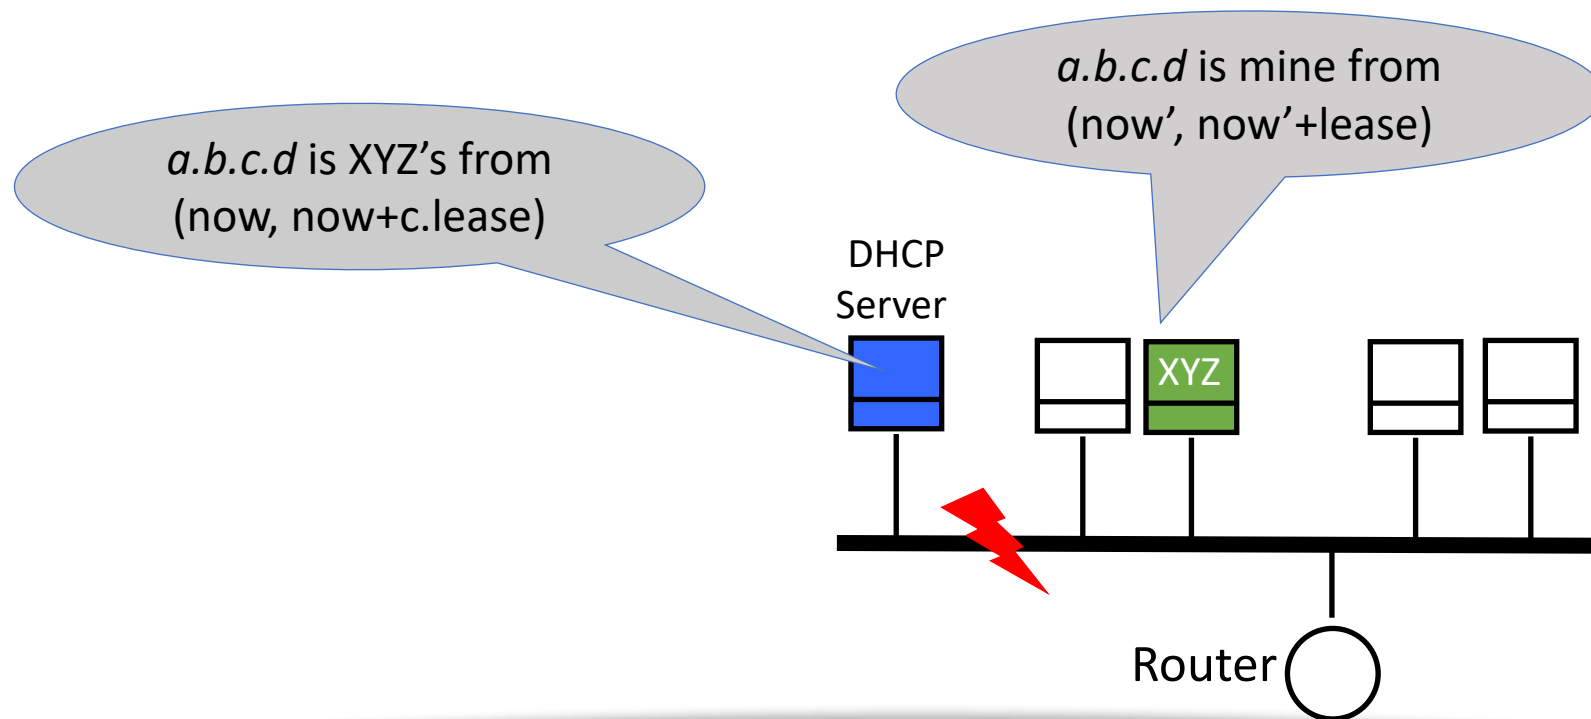 a.b.c.d is mine from
(now’, now’+lease)
a.b.c.d is XYZ’s from
(now, now+c.lease)
DHCP
Server
XYZ
Router